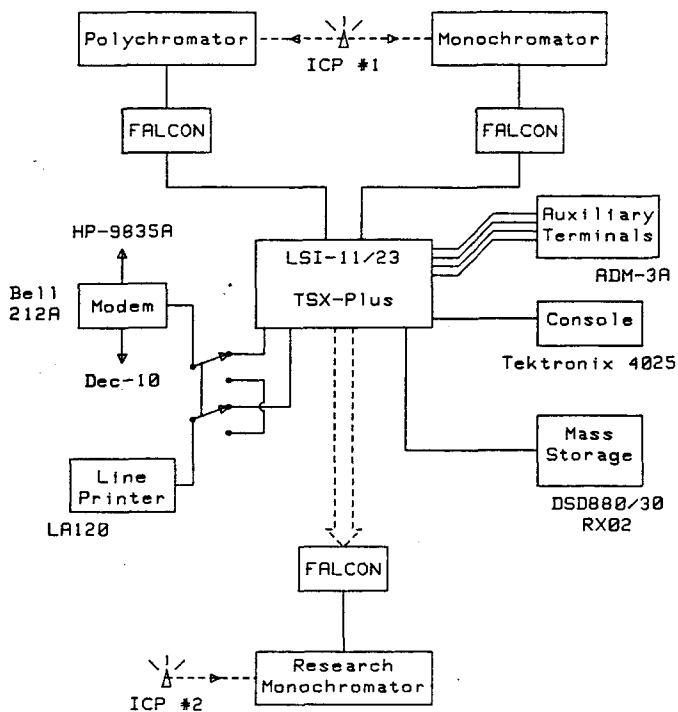 Polychromator
Monochromator
ICP #1
FALCON
FALCON
HP-9835A
Auxiliary
Terminals
ADM-3A
LSI-11/23
TSX-Plus
Bell
212A
Modem
Console
Tektronix 4025
Dec-10
Mass
Storage
DSD880/30
RX02
Line
Printer
LA120
FALCON
Research
Monochromator
ICP #2